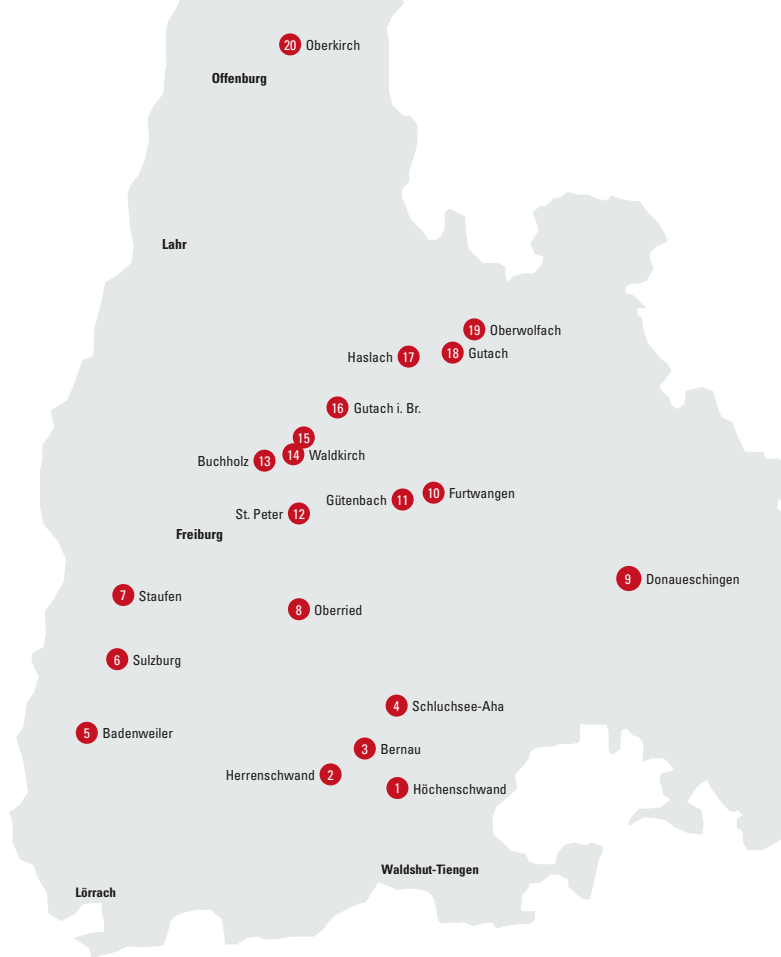 20 Oberkirch
Offenburg
Lahr
19 Oberwolfach
Haslach 17
18 Gutach
16 Gutach i. Br.
15
14 Waldkirch
Buchholz 13
10 Furtwangen
Gütenbach 11
St. Peter 12
Freiburg
9 Donaueschingen
7 Staufen
8 Oberried
6 Sulzburg
4 Schluchsee-Aha
5 Badenweiler
3 Bernau
Herrenschwand 2
1 Höchenschwand
Waldshut-Tiengen
Lörrach